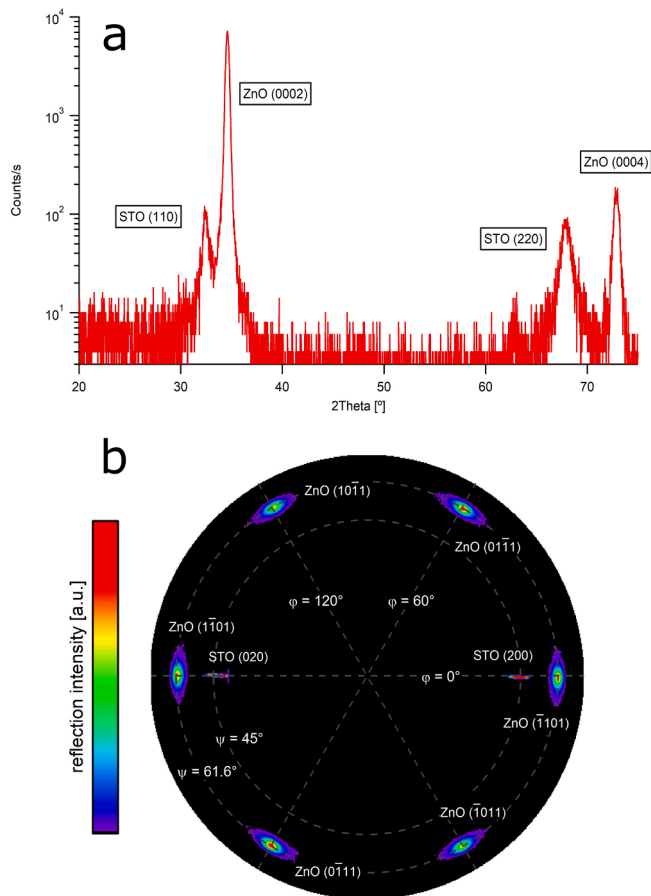 a
10⁴
ZnO (0002)
10³
ZnO (0004)
Counts/s
STO (110)
10²
STO (220)
10¹
20 30 40 50 60 70
2Theta [º]
b
ZnO (101̄1)
ZnO (011̄1)
φ = 120°
φ = 60°
ZnO (11̄01)
STO (020)
STO (200)
φ = 0°
ZnO (1̄101)
reflection intensity [a.u.]
ψ = 45°
ψ = 61.6°
ZnO (1̄011)
ZnO (01̄11)